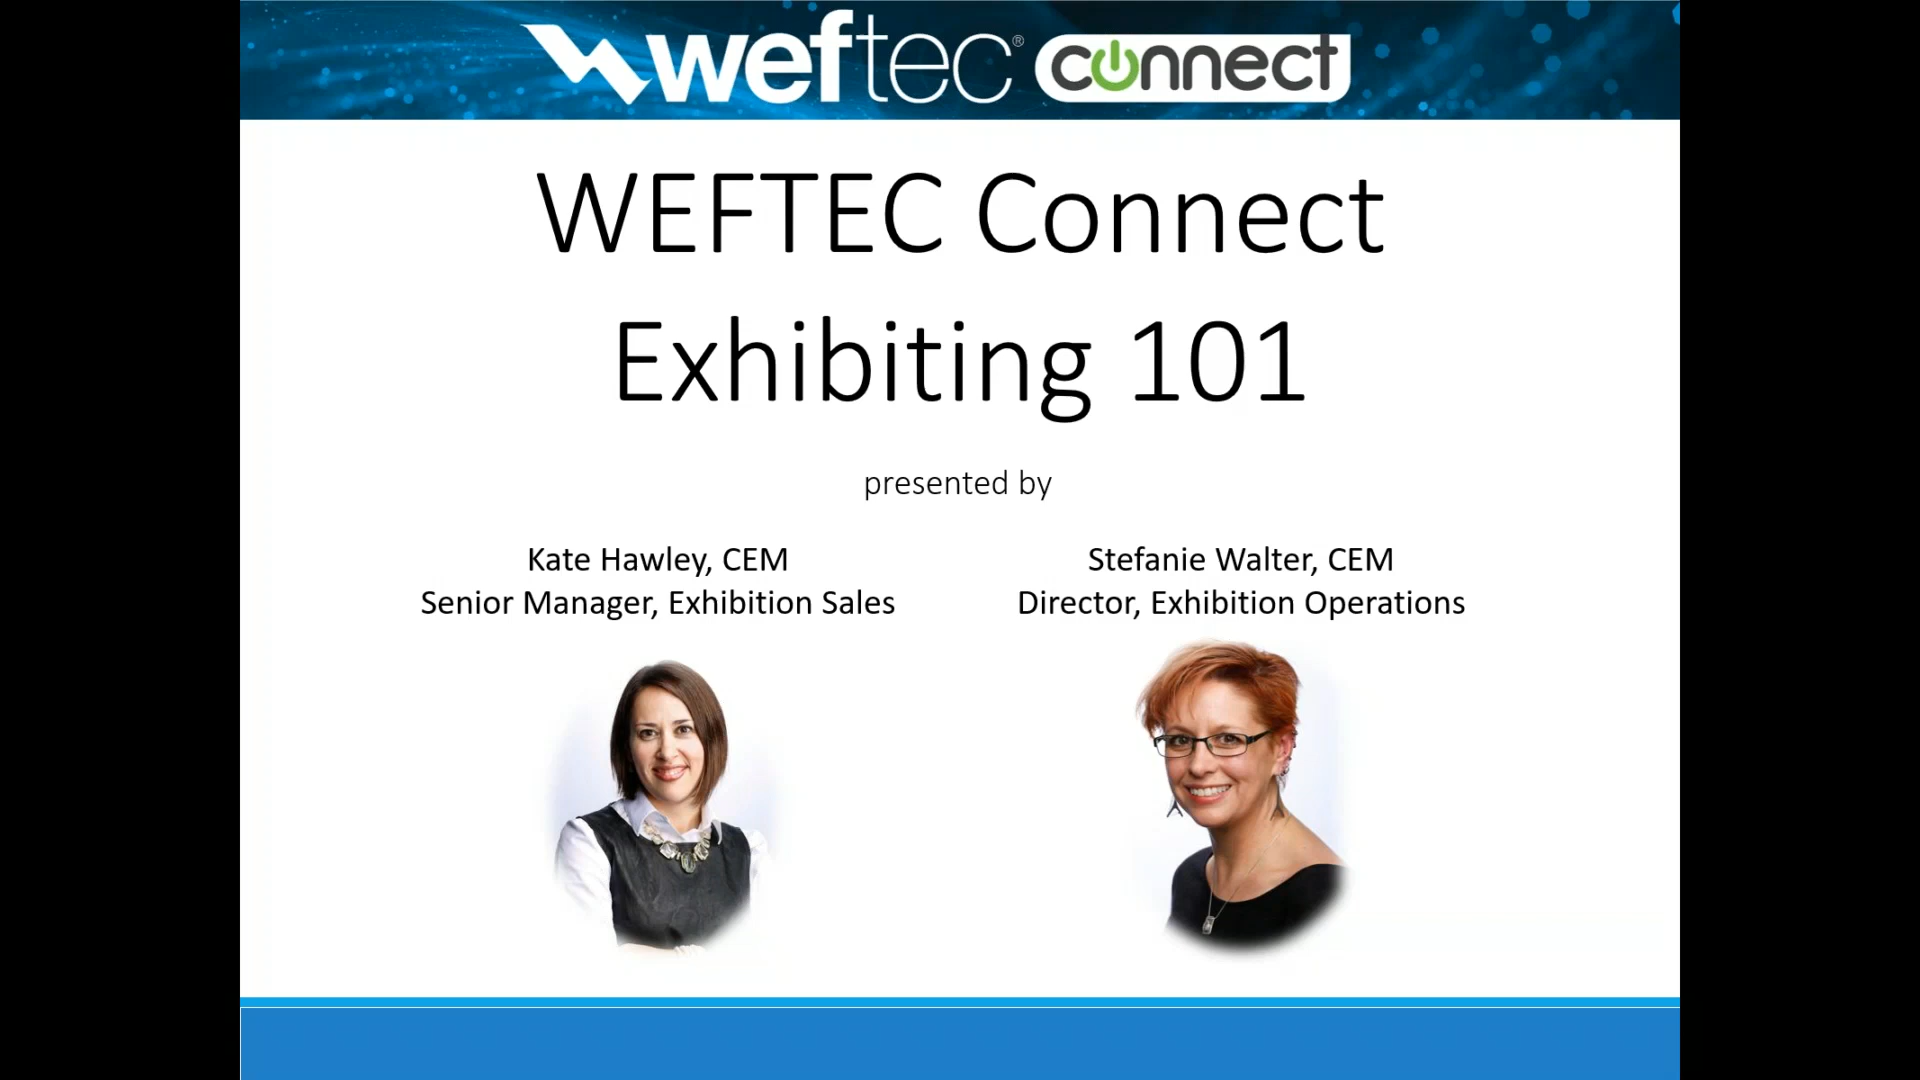 weftec® connect
WEFTEC Connect
Exhibiting 101
presented by
Kate Hawley, CEM
Senior Manager, Exhibition Sales
Stefanie Walter, CEM
Director, Exhibition Operations